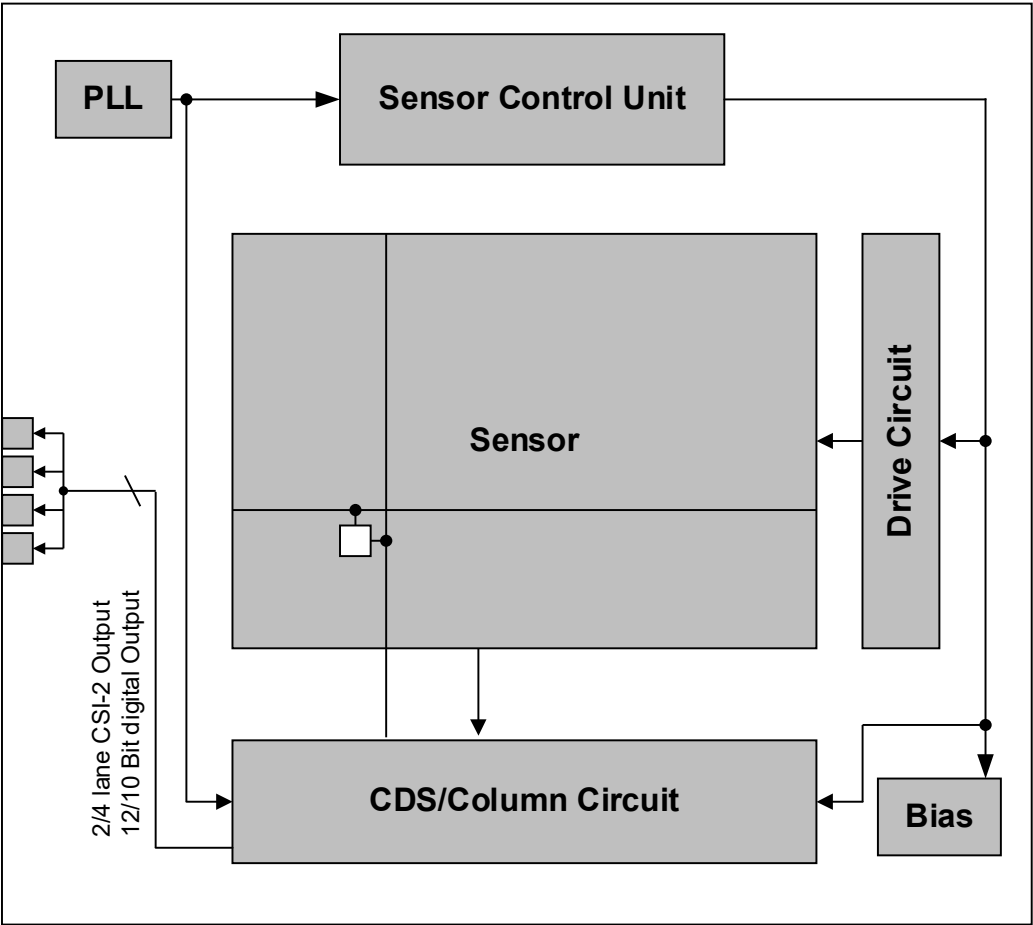 PLL
Sensor Control Unit
Sensor
Drive Circuit
2/4 lane CSI-2 Output
12/10 Bit digital Output
CDS/Column Circuit
Bias